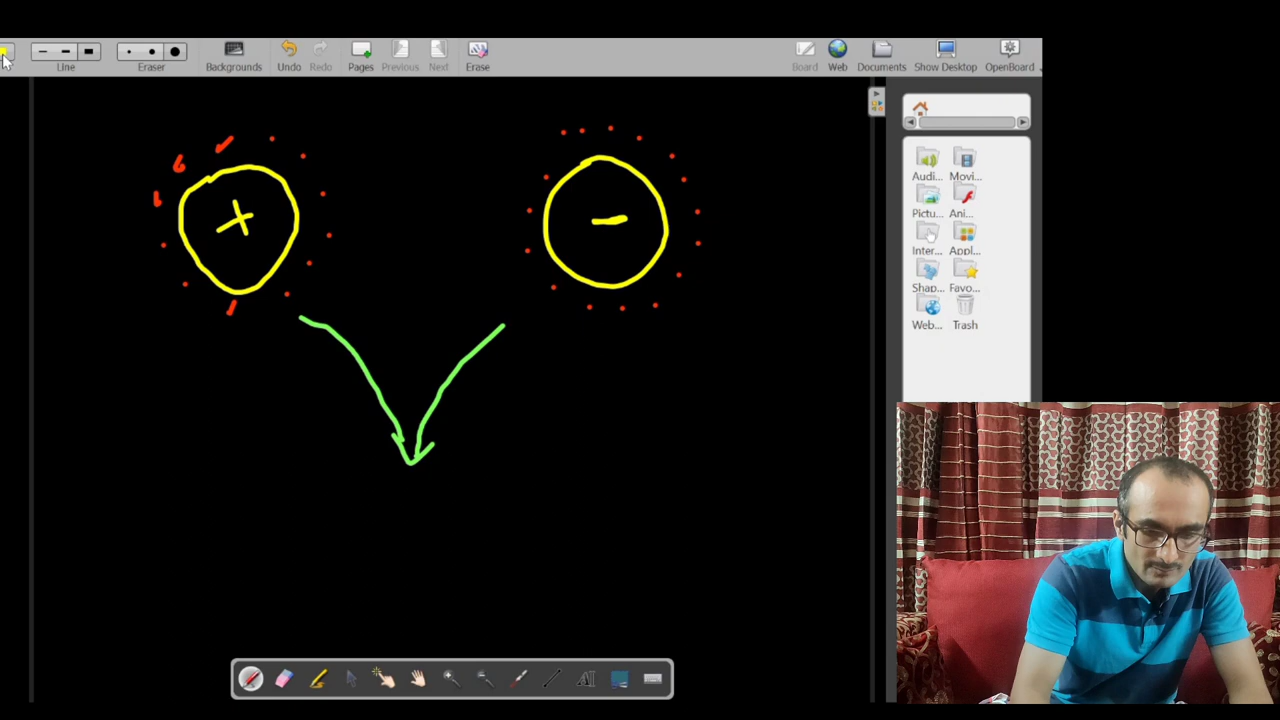 Line Eraser Backgrounds Undo Redo Pages Previous Next Erase Board Web Documents Show Desktop OpenBoard
Audi... Movi...
Pictu... Ani...
Inter... Appl...
Shap... Favo...
Web... Trash
+ -
AI